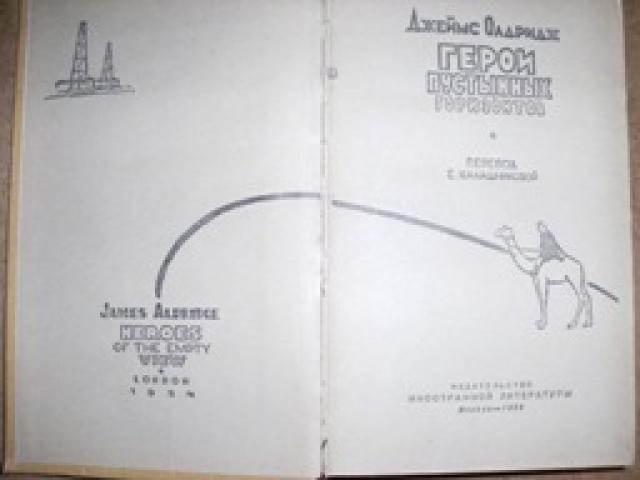 JAMES ALDRIDGE
HEROES
OF THE EMPTY
VIEW
LONDON
1954
ДЖЕЙМС ОЛДРИДЖ
ГЕРОИ
ПУСТЫННЫХ
ГОРИЗОНТОВ
ПЕРЕВОД
Е. КАЛАШНИКОВОЙ
ИЗДАТЕЛЬСТВО
ИНОСТРАННОЙ ЛИТЕРАТУРЫ
Москва